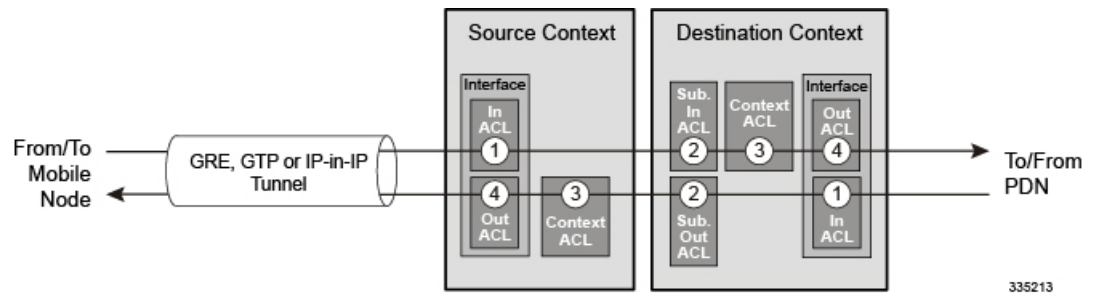 Source Context
Destination Context
Interface
In
ACL
1
4
Out
ACL
3
Context
ACL
Sub.
In
ACL
2
2
Sub.
Out
ACL
Context
ACL
3
Interface
Out
ACL
4
1
In
ACL
From/To
Mobile
Node
GRE, GTP or IP-in-IP
Tunnel
To/From
PDN
335213